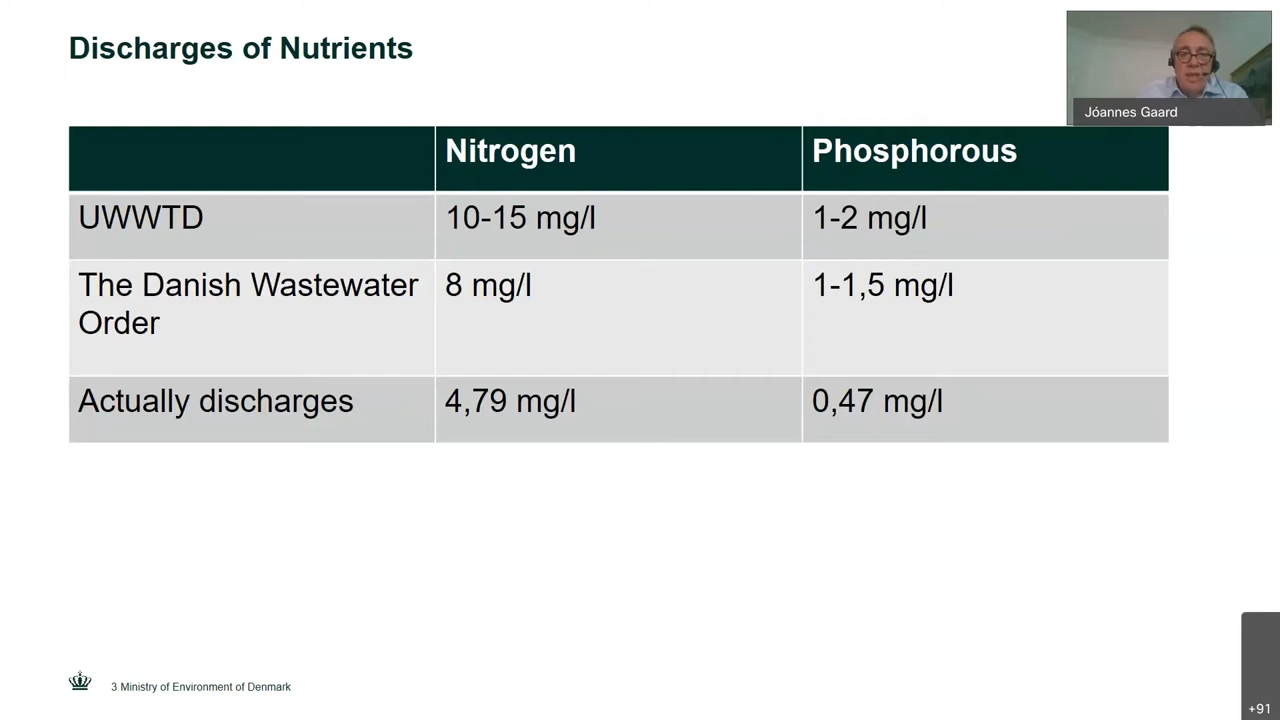 Discharges of Nutrients
Jóannes Gaard
Nitrogen Phosphorous
UWWTD 10-15 mg/l 1-2 mg/l
The Danish Wastewater 8 mg/l 1-1,5 mg/l
Order
Actually discharges 4,79 mg/l 0,47 mg/l
3 Ministry of Environment of Denmark
+91